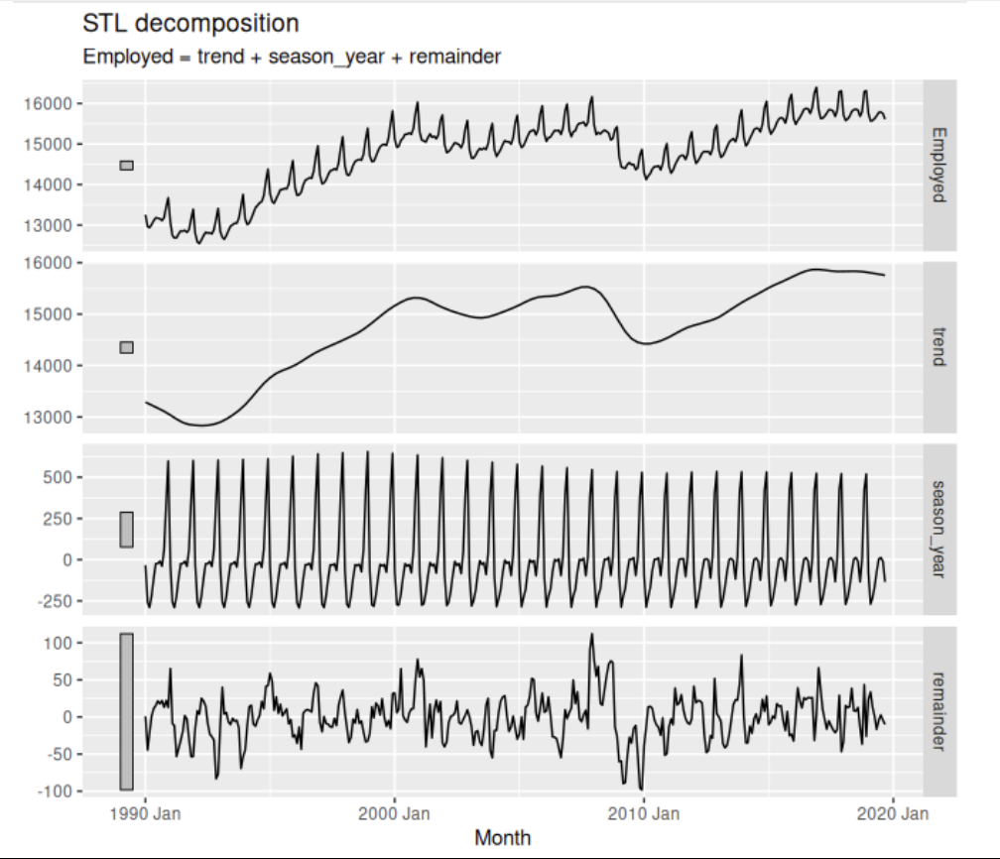 STL decomposition
Employed = trend + season_year + remainder
16000
15000
14000
13000
Employed
16000
15000
14000
13000
trend
500
250
0
-250
season_year
100
50
0
-50
-100
remainder
1990 Jan 2000 Jan 2010 Jan 2020 Jan
Month